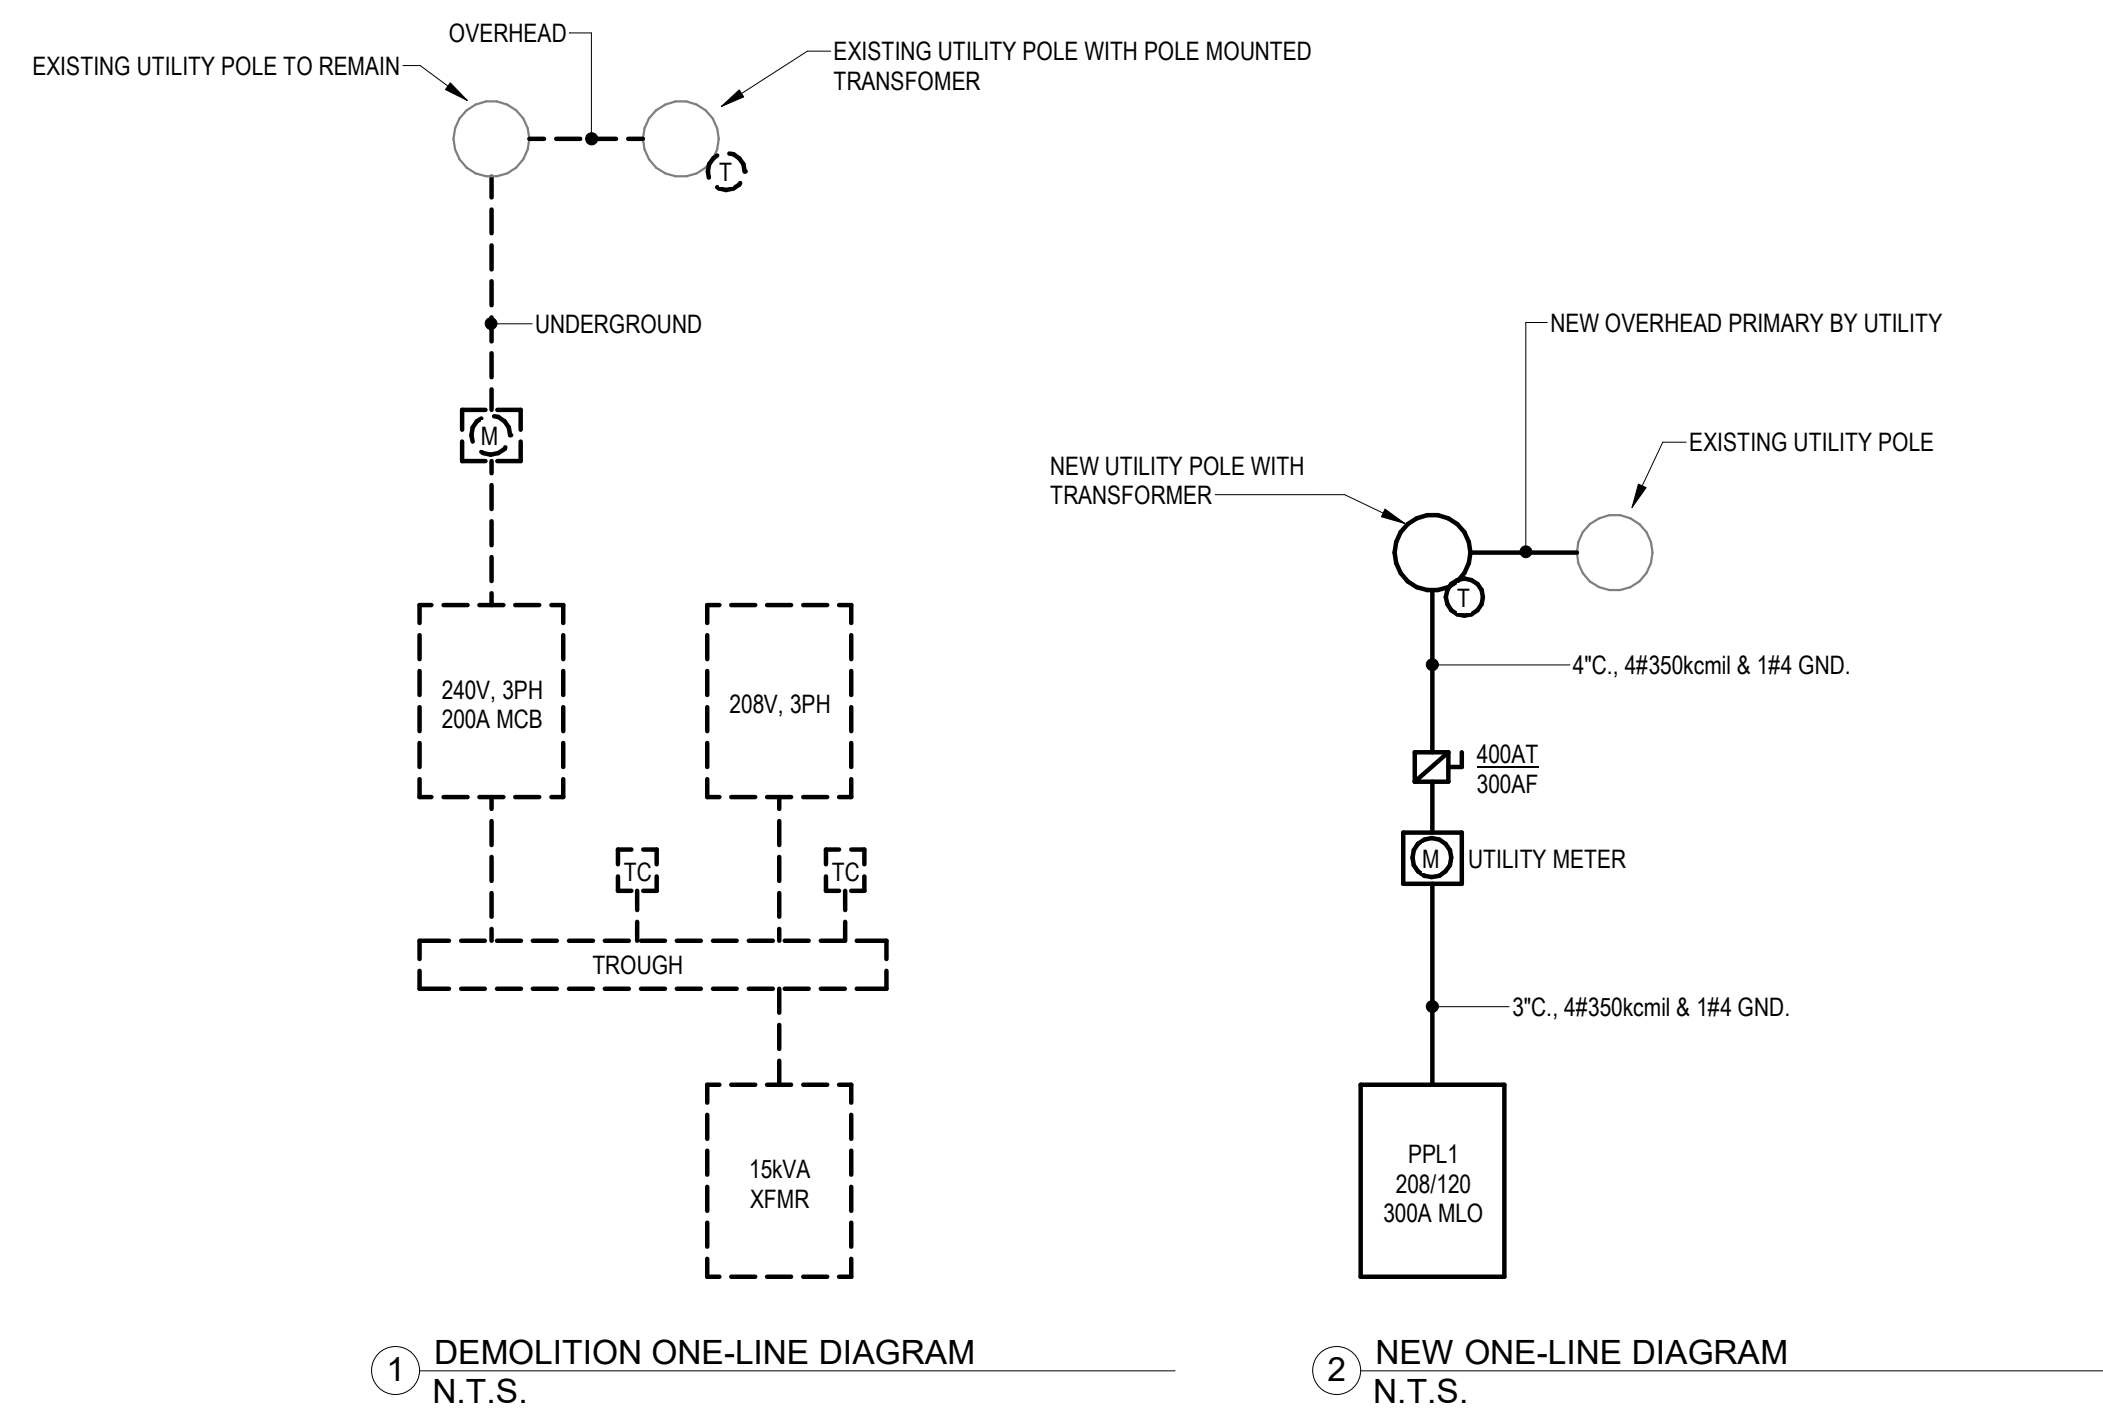 OVERHEAD
EXISTING UTILITY POLE TO REMAIN
EXISTING UTILITY POLE WITH POLE MOUNTED
TRANSFOMER
T
UNDERGROUND
M
240V, 3PH
200A MCB
208V, 3PH
TC
TC
TROUGH
15kVA
XFMR
1
DEMOLITION ONE-LINE DIAGRAM
N.T.S.
NEW OVERHEAD PRIMARY BY UTILITY
EXISTING UTILITY POLE
NEW UTILITY POLE WITH
TRANSFORMER
T
4"C., 4#350kcmil & 1#4 GND.
400AT
300AF
M
UTILITY METER
3"C., 4#350kcmil & 1#4 GND.
PPL1
208/120
300A MLO
2
NEW ONE-LINE DIAGRAM
N.T.S.